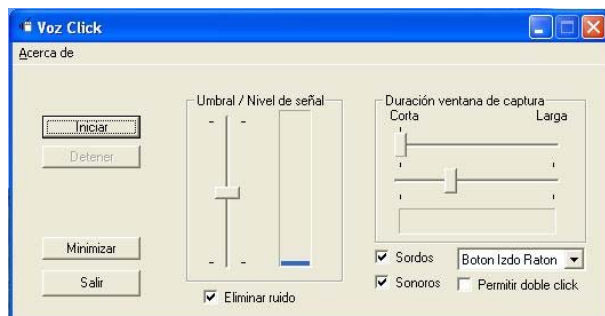 Voz Click
Acerca de
Iniciar
Detener
Minimizar
Salir
Umbral / Nivel de señal
Eliminar ruido
Duración ventana de captura
Corta Larga
Sordos Boton Izdo Raton
Sonoros Permitir doble click